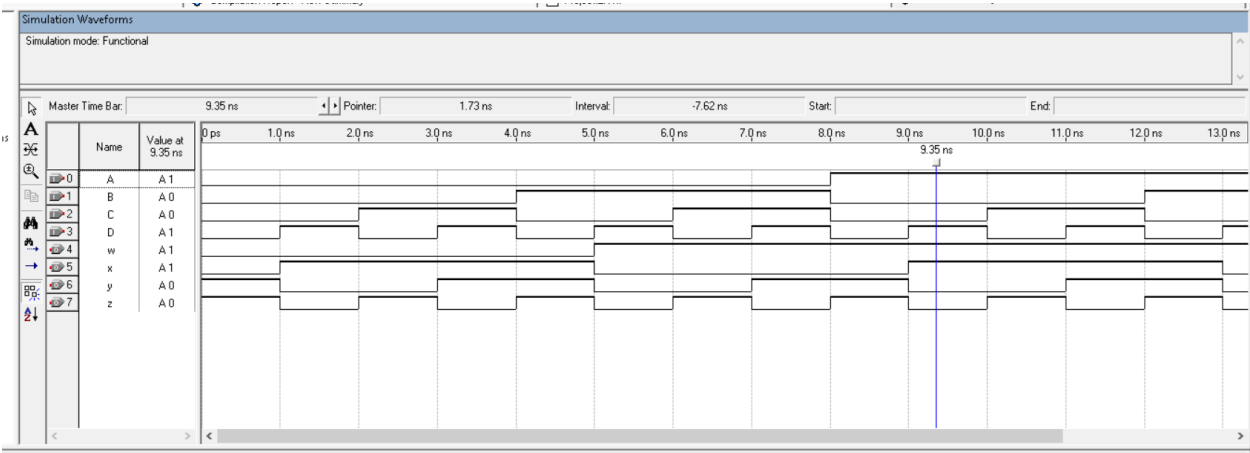 Simulation Waveforms
Simulation mode: Functional
Master Time Bar: 9.35 ns Pointer: 1.73 ns Interval: -7.62 ns Start: End:
Name Value at 9.35 ns 0 ps 1.0 ns 2.0 ns 3.0 ns 4.0 ns 5.0 ns 6.0 ns 7.0 ns 8.0 ns 9.0 ns 10.0 ns 11.0 ns 12.0 ns 13.0 ns
9.35 ns
0 A A 1
1 B A 0
2 C A 0
3 D A 1
4 w A 1
5 x A 1
6 y A 0
7 z A 0